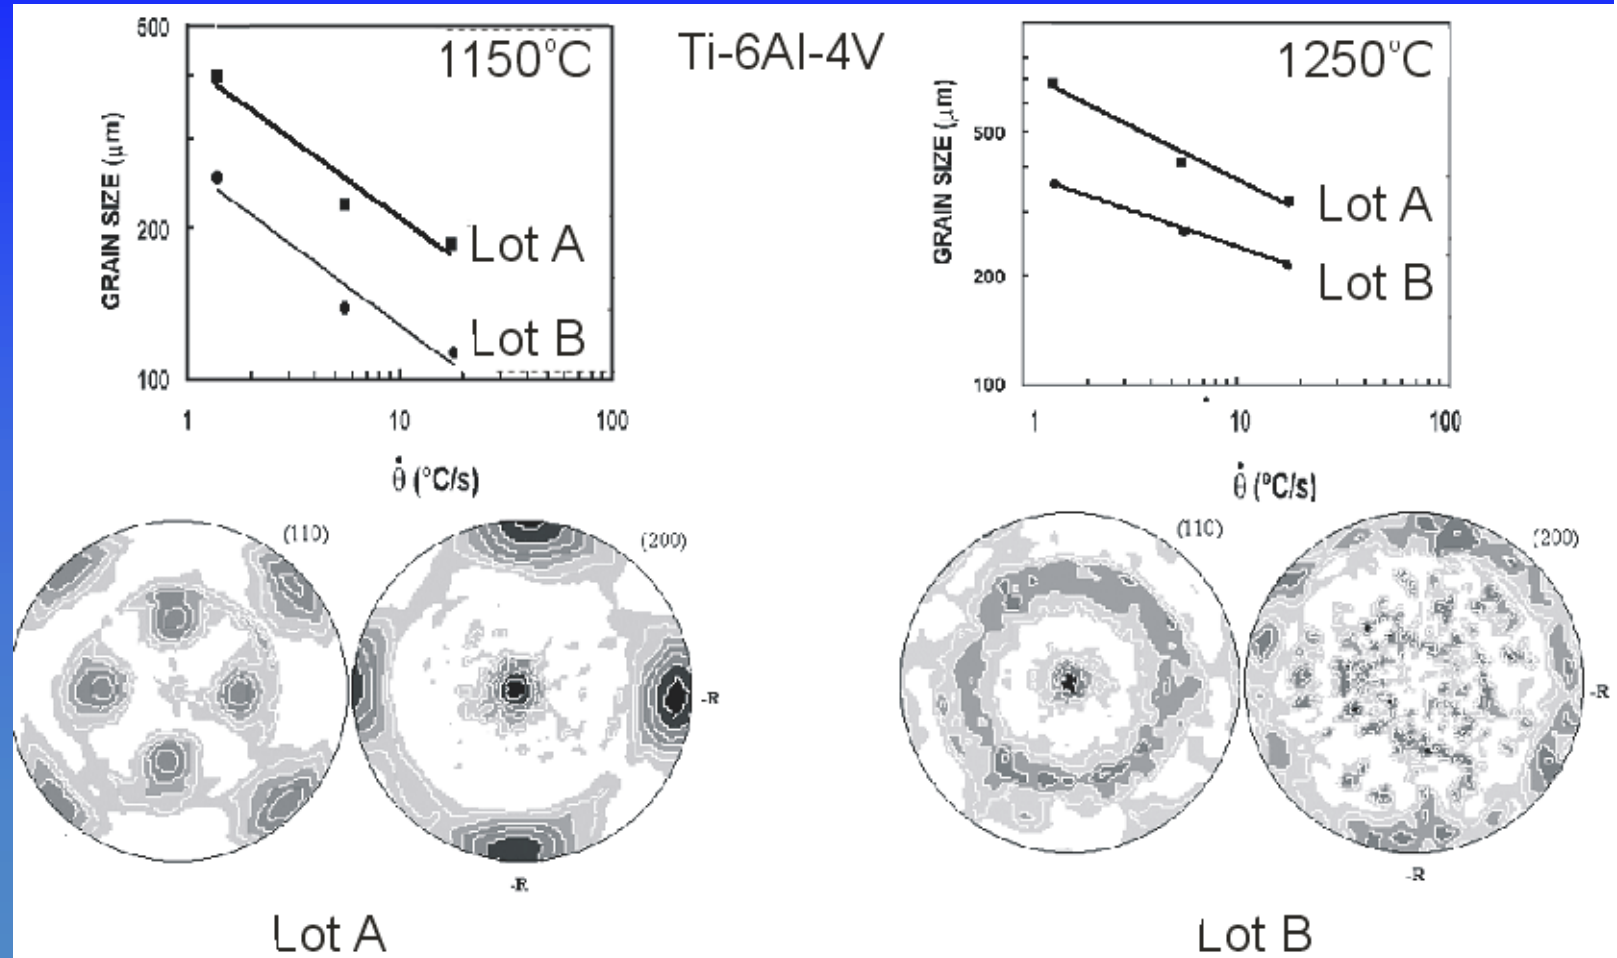 Ti-6Al-4V
500
1150°C
GRAIN SIZE (μm)
200
Lot A
Lot B
100
1
10
100
θ̇ (°C/s)
1250°C
GRAIN SIZE (μm)
500
Lot A
200
Lot B
100
1
10
100
θ̇ (°C/s)
(110)
(200)
-R
-R
Lot A
(110)
(200)
-R
-R
Lot B